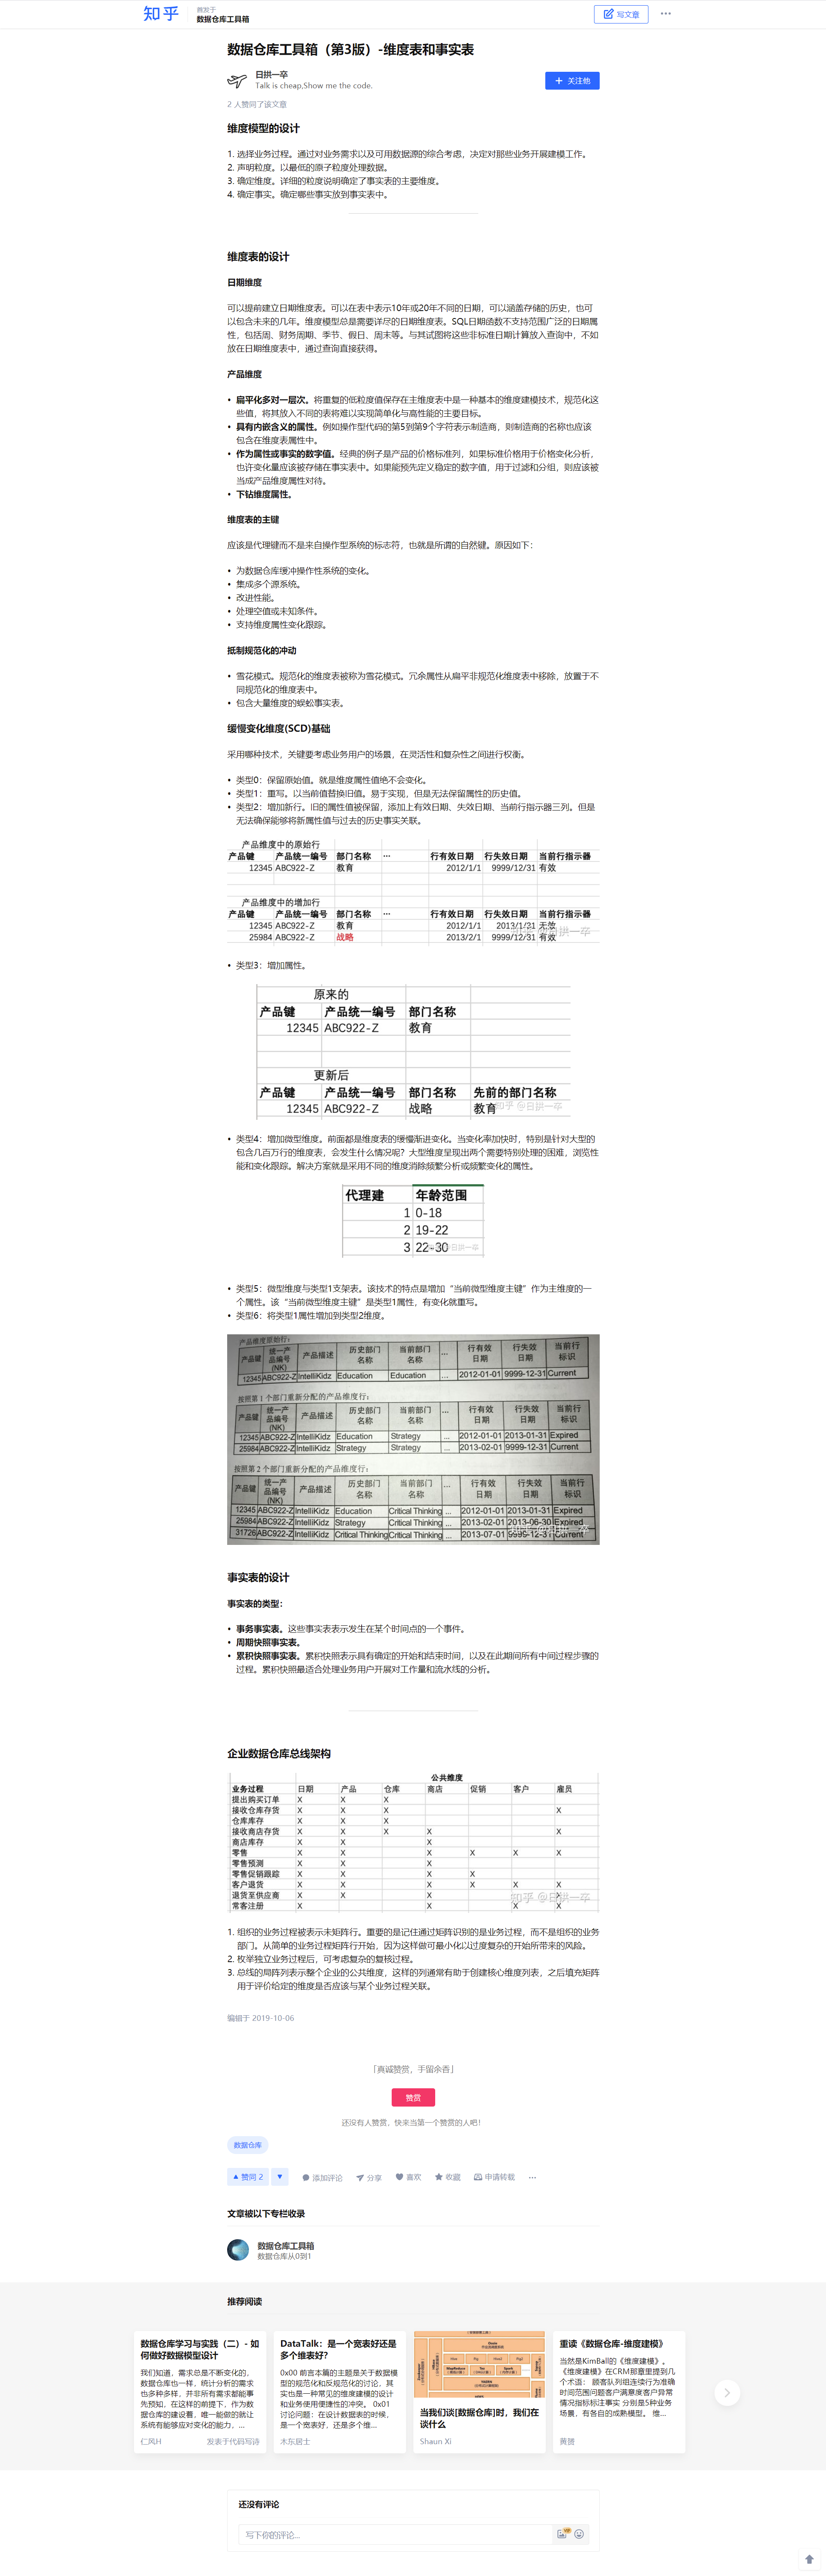 知乎
首发于
数据仓库工具箱
写文章
数据仓库工具箱（第3版）-维度表和事实表
日拱一卒
Talk is cheap,Show me the code.
关注他
2 人赞同了该文章
维度模型的设计
1. 选择业务过程。通过对业务需求以及可用数据源的综合考虑，决定对那些业务开展建模工作。
2. 声明粒度。以最低的原子粒度处理数据。
3. 确定维度。详细的粒度说明确定了事实表的主要维度。
4. 确定事实。确定哪些事实放到事实表中。
维度表的设计
日期维度
可以提前建立日期维度表。可以在表中表示10年或20年不同的日期，可以涵盖存储的历史，也可
以包含未来的几年。维度模型总是需要详尽的日期维度表。SQL日期函数不支持范围广泛的日期属
性，包括周、财务周期、季节、假日、周末等。与其试图将这些非标准日期计算放入查询中，不如
放在日期维度表中，通过查询直接获得。
产品维度
• 扁平化多对一层次。将重复的低粒度值保存在主维度表中是一种基本的维度建模技术，规范化这
些值，将其放入不同的表将难以实现简单化与高性能的主要目标。
• 具有内嵌含义的属性。例如操作型代码的第5到第9个字符表示制造商，则制造商的名称也应该
包含在维度表属性中。
• 作为属性或事实的数字值。经典的例子是产品的价格标准列，如果标准价格用于价格变化分析，
也许变化量应该被存储在事实表中。如果能预先定义稳定的数字值，用于过滤和分组，则应该被
当成产品维度属性对待。
• 下钻维度属性。
维度表的主键
应该是代理键而不是来自操作型系统的标志符，也就是所谓的自然键。原因如下：
• 为数据仓库缓冲操作性系统的变化。
• 集成多个源系统。
• 改进性能。
• 处理空值或未知条件。
• 支持维度属性变化跟踪。
抵制规范化的冲动
• 雪花模式。规范化的维度表被称为雪花模式。冗余属性从扁平非规范化维度表中移除，放置于不
同规范化的维度表中。
• 包含大量维度的蜈蚣事实表。
缓慢变化维度(SCD)基础
采用哪种技术，关键要考虑业务用户的场景，在灵活性和复杂性之间进行权衡。
• 类型0：保留原始值。就是维度属性值绝不会变化。
• 类型1：重写。以当前值替换旧值。易于实现，但是无法保留属性的历史值。
• 类型2：增加新行。旧的属性值被保留，添加上有效日期、失效日期、当前行指示器三列。但是
无法确保能够将新属性值与过去的历史事实关联。
产品维度中的原始行
产品键 产品统一编号 部门名称 ... 行有效日期 行失效日期 当前行指示器
12345 ABC922-Z 教育 2012/1/1 9999/12/31 有效
产品维度中的增加行
产品键 产品统一编号 部门名称 ... 行有效日期 行失效日期 当前行指示器
12345 ABC922-Z 教育 2012/1/1 2013/1/31 无效
25984 ABC922-Z 战略 2013/2/1 9999/12/31 有效
知乎 @日拱一卒
• 类型3：增加属性。
原来的
产品键 产品统一编号 部门名称
12345 ABC922-Z 教育
更新后
产品键 产品统一编号 部门名称 先前的部门名称
12345 ABC922-Z 战略 教育
知乎 @日拱一卒
• 类型4：增加微型维度。前面都是维度表的缓慢渐进变化。当变化率加快时，特别是针对大型的
包含几百万行的维度表，会发生什么情况呢？大型维度呈现出两个需要特别处理的困难，浏览性
能和变化跟踪。解决方案就是采用不同的维度消除频繁分析或频繁变化的属性。
代理建 年龄范围
1 0-18
2 19-22
3 22-30
知乎 @日拱一卒
• 类型5：微型维度与类型1支架表。该技术的特点是增加“当前微型维度主键”作为主维度的一
个属性。该“当前微型维度主键”是类型1属性，有变化就重写。
• 类型6：将类型1属性增加到类型2维度。
产品维度原始行：
产品键 统一产品编号(NK) 产品描述 历史部门名称 当前部门名称 ... 行有效日期 行失效日期 当前行标识
12345 ABC922-Z IntelliKidz Education Education ... 2012-01-01 9999-12-31 Current
按照第1个部门重新分配的产品维度行：
产品键 统一产品编号(NK) 产品描述 历史部门名称 当前部门名称 ... 行有效日期 行失效日期 当前行标识
12345 ABC922-Z IntelliKidz Education Strategy ... 2012-01-01 2013-01-31 Expired
25984 ABC922-Z IntelliKidz Strategy Strategy ... 2013-02-01 9999-12-31 Current
按照第2个部门重新分配的产品维度行：
产品键 统一产品编号(NK) 产品描述 历史部门名称 当前部门名称 ... 行有效日期 行失效日期 当前行标识
12345 ABC922-Z IntelliKidz Education Critical Thinking ... 2012-01-01 2013-01-31 Expired
25984 ABC922-Z IntelliKidz Strategy Critical Thinking ... 2013-02-01 2013-06-30 Expired
31726 ABC922-Z IntelliKidz Critical Thinking Critical Thinking ... 2013-07-01 9999-12-31 Current
知乎 @日拱一卒
事实表的设计
事实表的类型：
• 事务事实表。这些事实表表示发生在某个时间点的一个事件。
• 周期快照事实表。
• 累积快照事实表。累积快照表示具有确定的开始和结束时间，以及在此期间所有中间过程步骤的
过程。累积快照最适合处理业务用户开展对工作量和流水线的分析。
企业数据仓库总线架构
公共维度
业务过程 日期 产品 仓库 商店 促销 客户 雇员
提出购买订单 X X X
接收仓库存货 X X X X
仓库库存 X X X
接收商店存货 X X X X X
商店库存 X X X
零售 X X X X X X
零售预测 X X X
零售促销跟踪 X X X X
客户退货 X X X X X X
退货至供应商 X X X X
常客注册 X X X X
知乎 @日拱一卒
1. 组织的业务过程被表示未矩阵行。重要的是记住通过矩阵识别的是业务过程，而不是组织的业务
部门。从简单的业务过程矩阵行开始，因为这样做可最小化以过度复杂的开始所带来的风险。
2. 枚举独立业务过程后，可考虑复杂的复核过程。
3. 总线的局阵列表示整个企业的公共维度，这样的列通常有助于创建核心维度列表，之后填充矩阵
用于评价给定的维度是否应该与某个业务过程关联。
编辑于 2019-10-06
「真诚赞赏，手留余香」
赞赏
还没有人赞赏，快来当第一个赞赏的人吧！
数据仓库
赞同 2
添加评论
分享
喜欢
收藏
申请转载
文章被以下专栏收录
数据仓库工具箱
数据仓库从0到1
推荐阅读
数据仓库学习与实践（二）- 如
何做好数据模型设计
我们知道，需求总是不断变化的，
数据仓库也一样，统计分析的需求
也多种多样，并非所有需求都能事
先预知，在这样的前提下，作为数
据仓库的建设着，唯一能做的就让
系统有能够应对变化的能力，...
仁风H 发表于代码写诗
DataTalk：是一个宽表好还是
多个维表好？
0x00 前言本篇的主题是关于数据模
型的规范化和反规范化的讨论，其
实也是一种常见的维度建模的设计
和业务使用便捷性的冲突。 0x01
讨论问题：在设计数据表的时候，
是一个宽表好，还是多个维...
木东居士
当我们谈[数据仓库]时，我们在
谈什么
Shaun Xi
重读《数据仓库-维度建模》
当然是KimBall的《维度建模》。
《维度建模》在CRM那章里提到几
个术语： 顾客队列组连续行为准确
时间范围问题客户满意度客户异常
情况指标标注事实 分别是5种业务
场景，有各自的成熟模型。 维...
黄赟
还没有评论
写下你的评论...